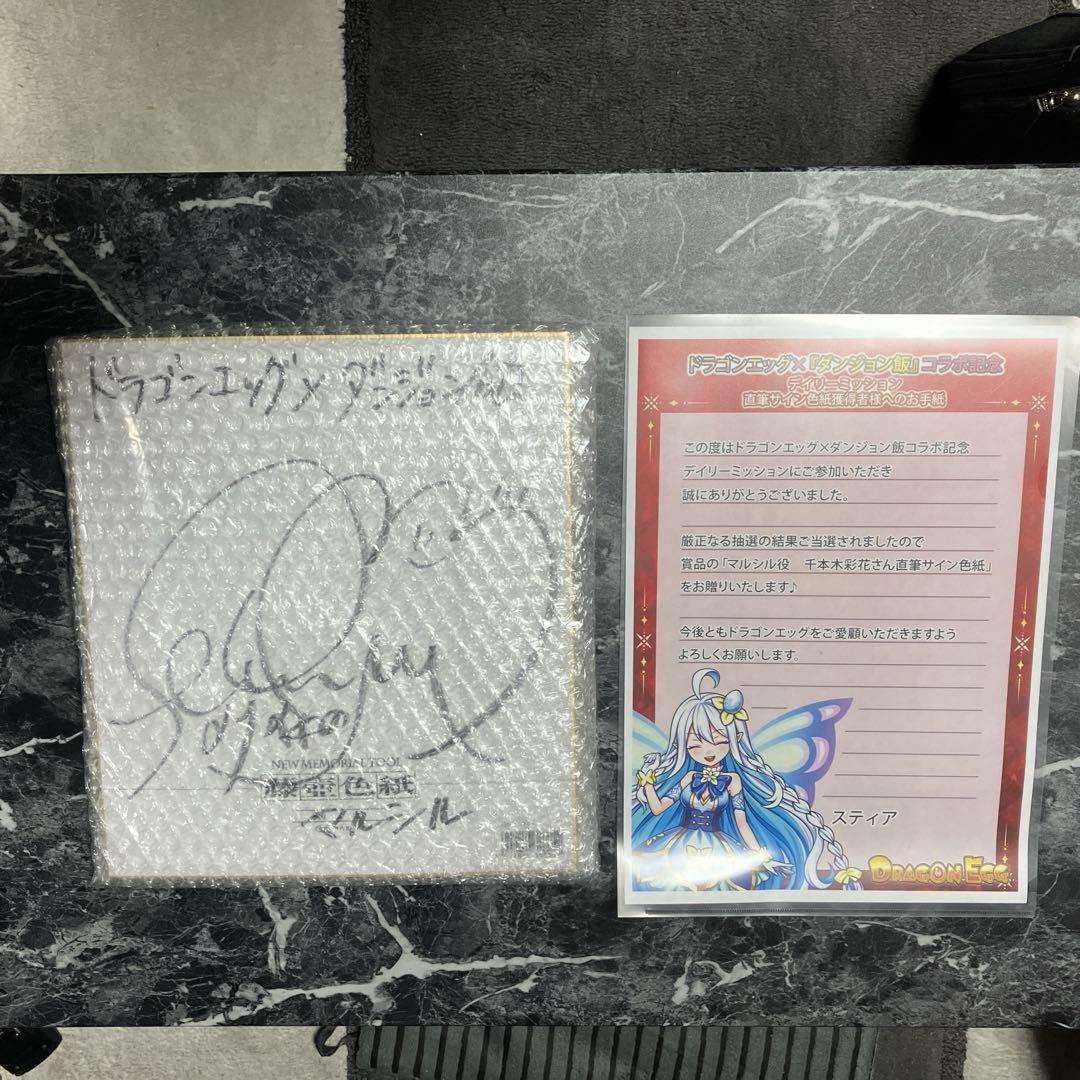 ドラゴンエッグ×ダンジョン飯
NEW MEMORIAL TOOL
色紙
マルシル
ドラゴンエッグ×『ダンジョン飯』コラボ記念
デイリーミッション
直筆サイン色紙獲得者様へのお手紙
この度はドラゴンエッグ×ダンジョン飯コラボ記念
デイリーミッションにご参加いただき
誠にありがとうございました。
厳正なる抽選の結果ご当選されましたので
賞品の「マルシル役　千本木彩花さん直筆サイン色紙」
をお贈りいたします♪
今後ともドラゴンエッグをご愛顧いただきますよう
よろしくお願いします。
スティア
DRAGON EGG